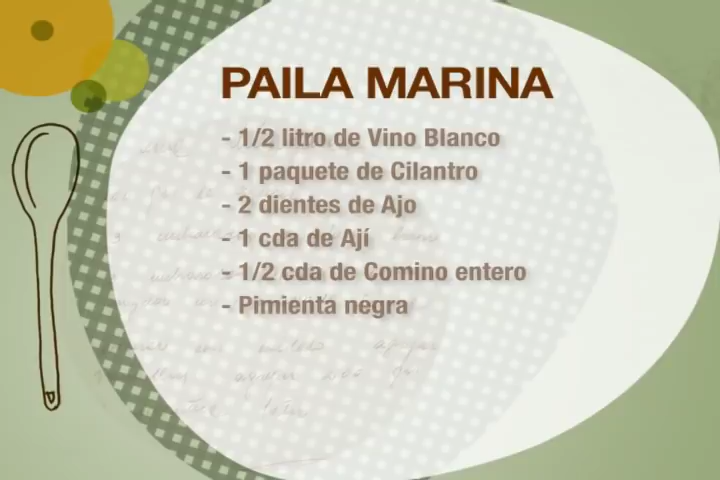 PAILA MARINA
- 1/2 litro de Vino Blanco
- 1 paquete de Cilantro
- 2 dientes de Ajo
- 1 cda de Ají
- 1/2 cda de Comino entero
- Pimienta negra